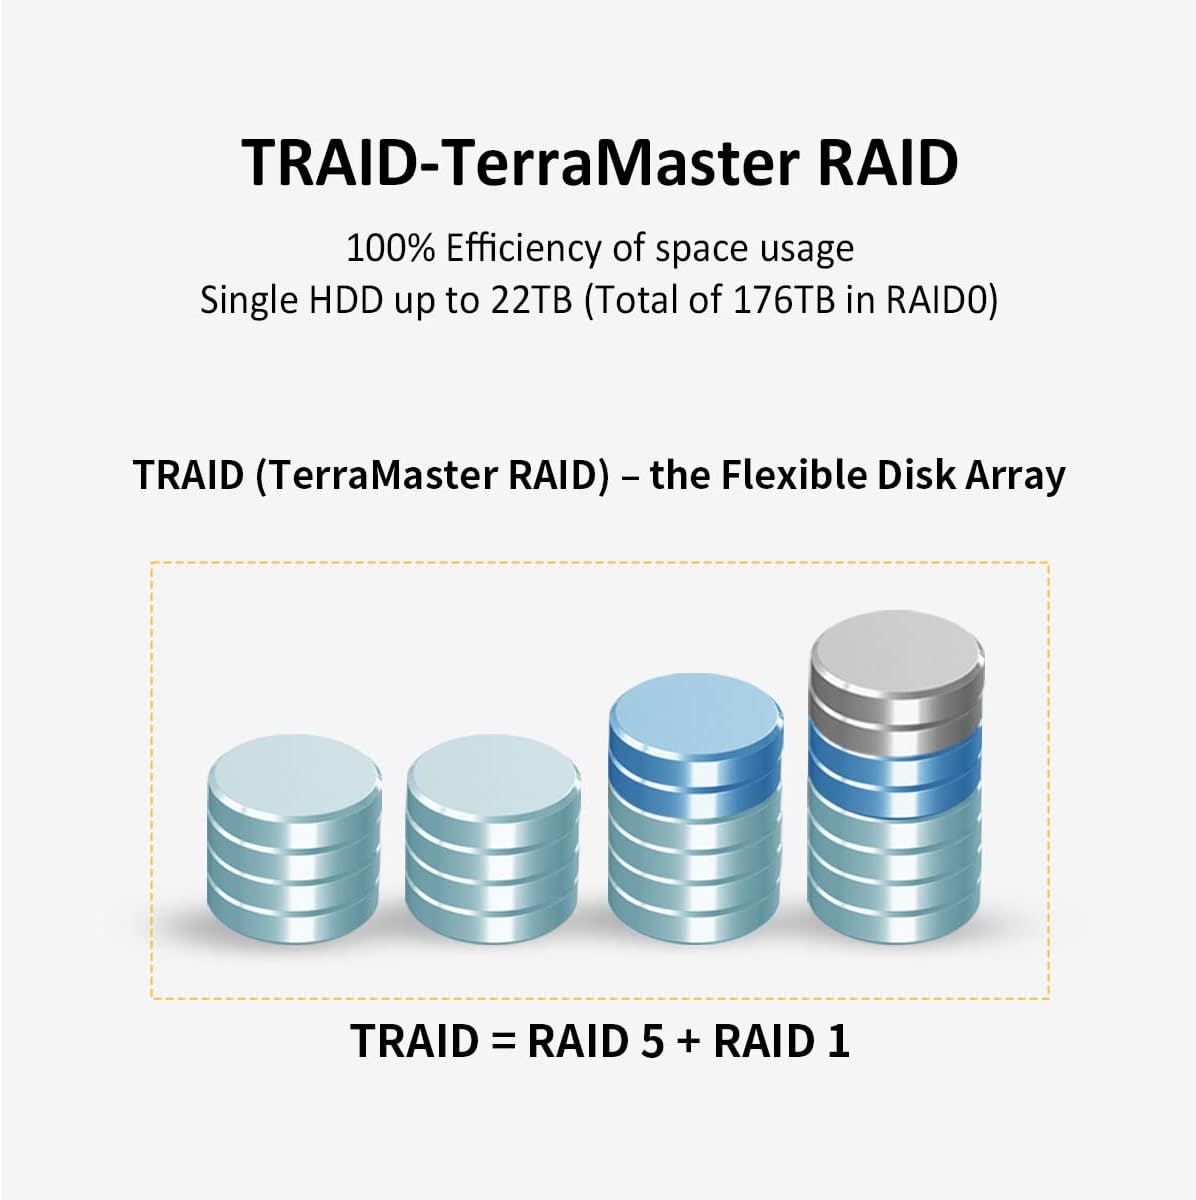 TRAID-TerraMaster RAID
100% Efficiency of space usage
Single HDD up to 22TB (Total of 176TB in RAID0)
TRAID (TerraMaster RAID) – the Flexible Disk Array
TRAID = RAID 5 + RAID 1